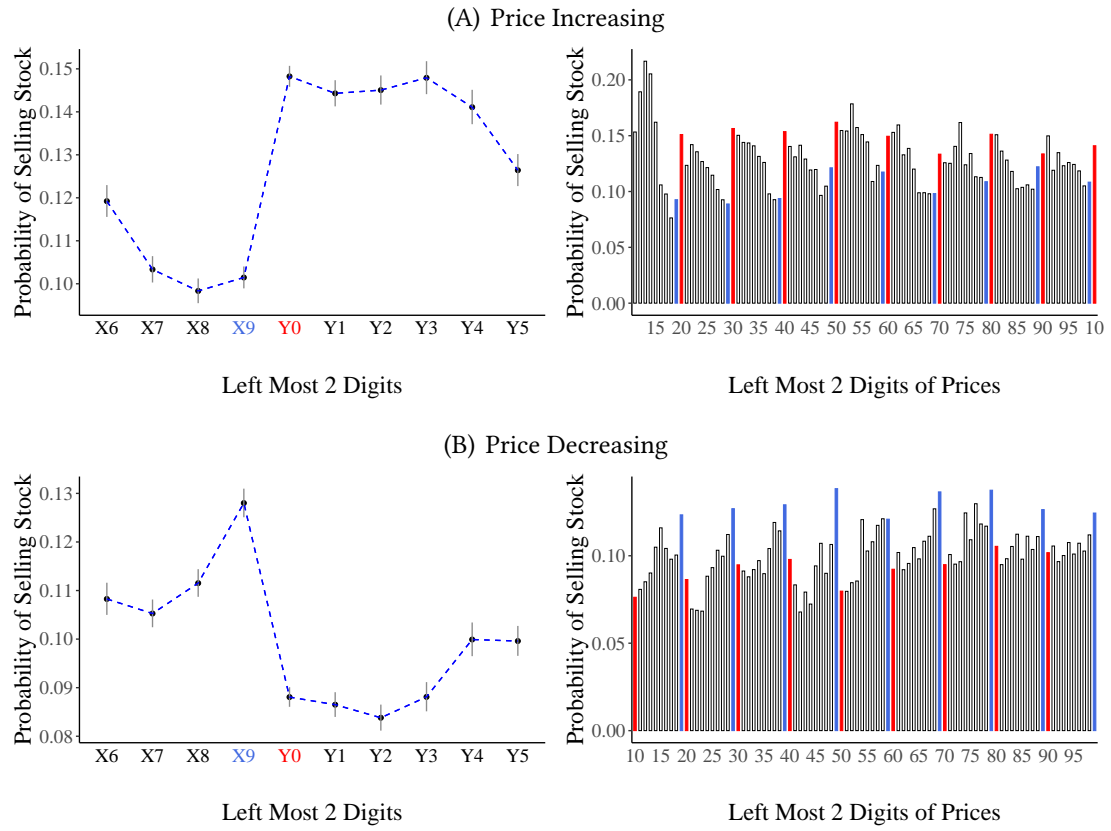 (A) Price Increasing
Probability of Selling Stock
0.15
0.14
0.13
0.12
0.11
0.10
X6 X7 X8 X9 Y0 Y1 Y2 Y3 Y4 Y5
Left Most 2 Digits
Probability of Selling Stock
0.20
0.15
0.10
0.05
0.00
15 20 25 30 35 40 45 50 55 60 65 70 75 80 85 90 95 10
Left Most 2 Digits of Prices
(B) Price Decreasing
Probability of Selling Stock
0.13
0.12
0.11
0.10
0.09
0.08
X6 X7 X8 X9 Y0 Y1 Y2 Y3 Y4 Y5
Left Most 2 Digits
Probability of Selling Stock
0.10
0.05
0.00
10 15 20 25 30 35 40 45 50 55 60 65 70 75 80 85 90 95
Left Most 2 Digits of Prices